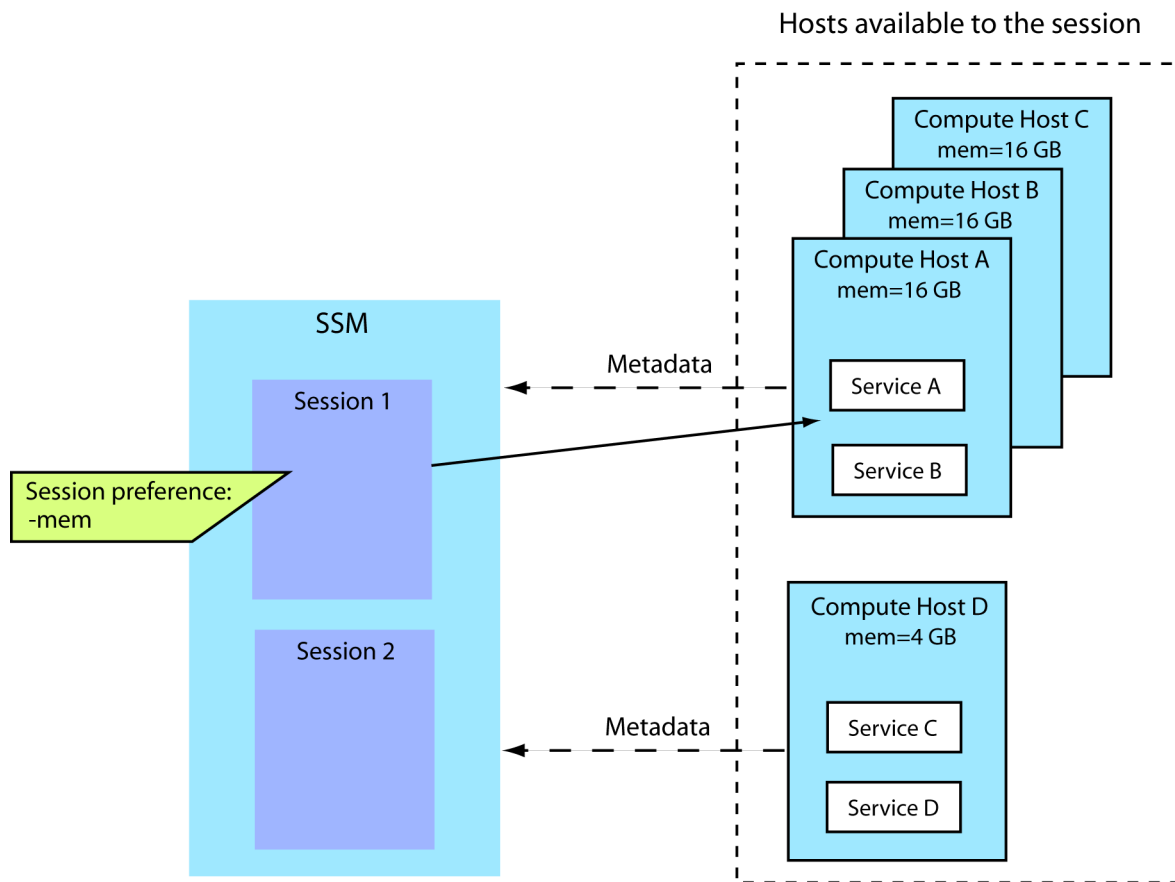 Hosts available to the session
Compute Host C
mem=16 GB
Compute Host B
mem=16 GB
Compute Host A
mem=16 GB
Service A
Service B
SSM
Metadata
Session 1
Session preference:
-mem
Compute Host D
mem=4 GB
Service C
Service D
Session 2
Metadata